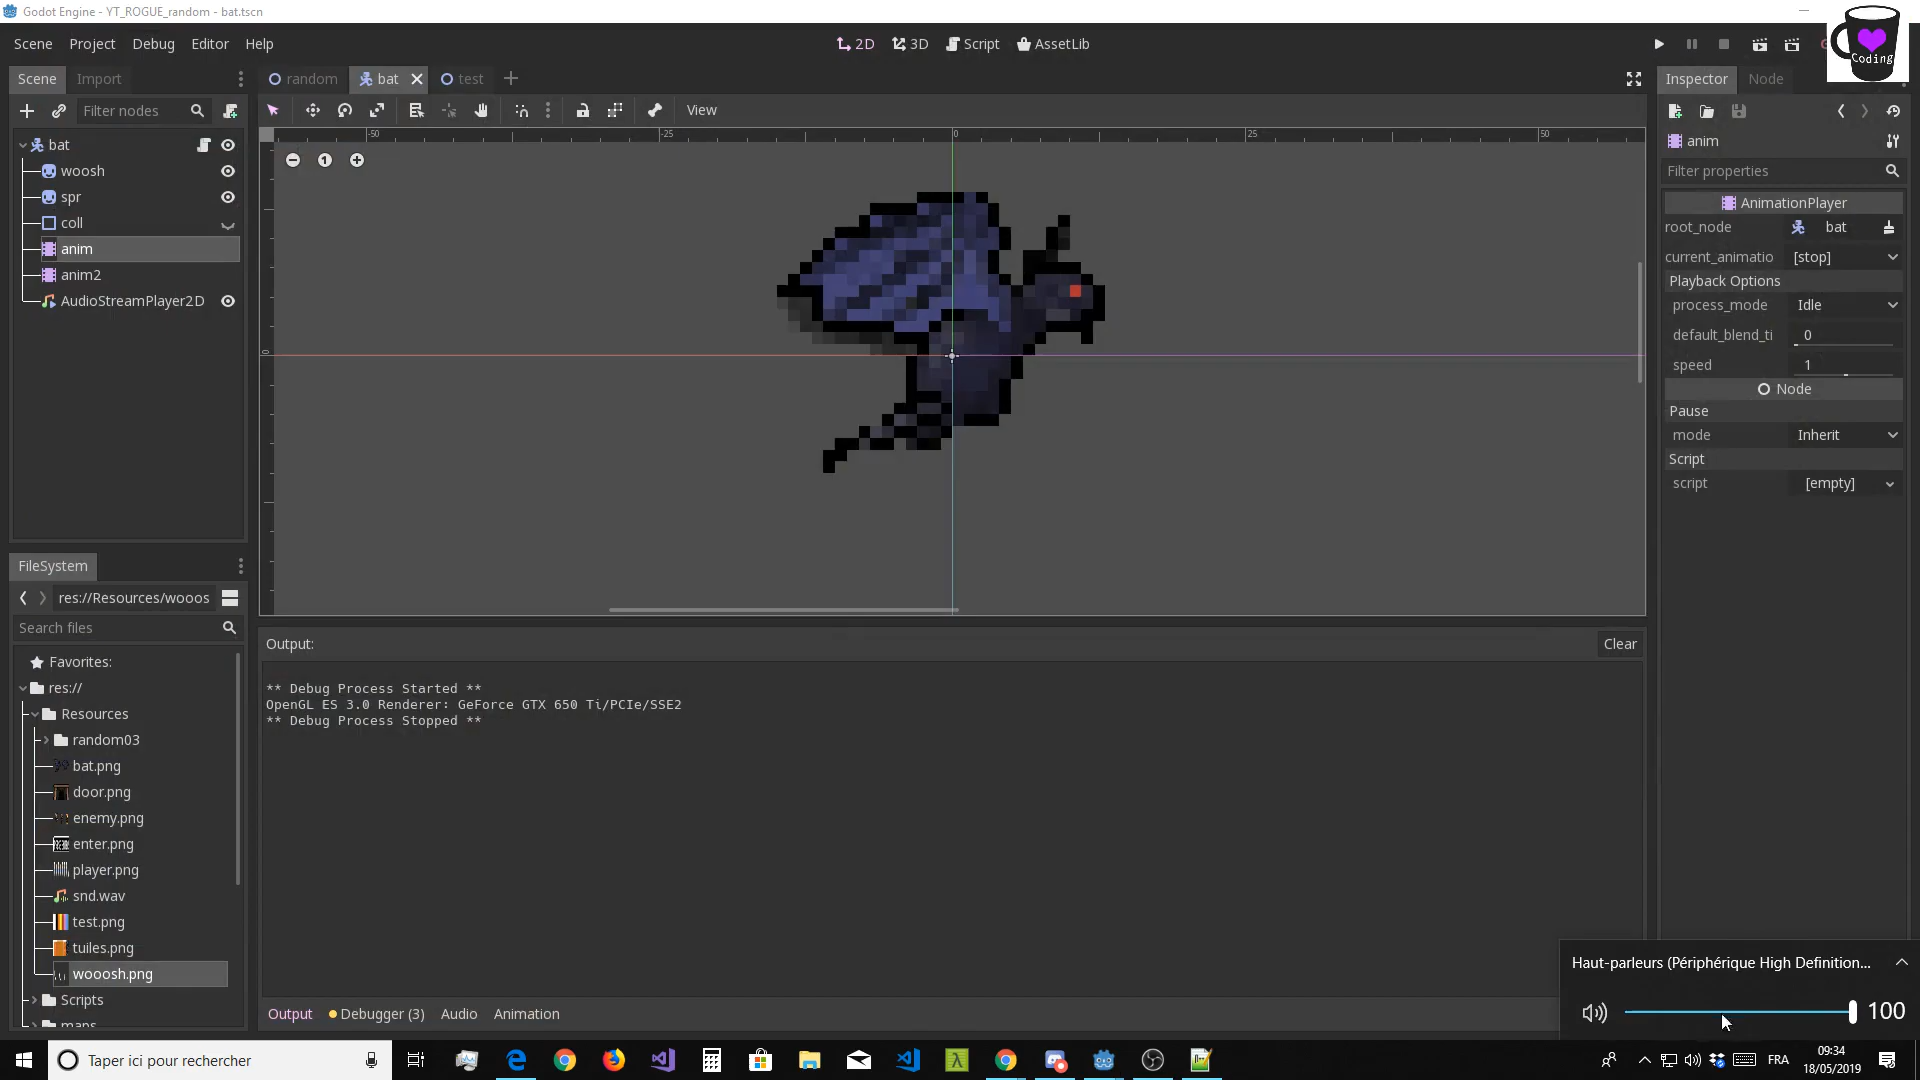 Godot Engine - YT_ROGUE_random - bat.tscn
Scene Project Debug Editor Help
2D 3D Script AssetLib
Coding
Scene Import
random bat test
Inspector Node
Filter nodes
View
bat
woosh
spr
coll
anim
anim2
AudioStreamPlayer2D
-50 -25 0 25 50
1
0
anim
Filter properties
AnimationPlayer
root_node bat
current_animatio [stop]
Playback Options
process_mode Idle
default_blend_ti 0
speed 1
Node
Pause
mode Inherit
Script
script [empty]
FileSystem
res://Resources/wooos
Search files
Favorites:
res://
Resources
random03
bat.png
door.png
enemy.png
enter.png
player.png
snd.wav
test.png
tuiles.png
wooosh.png
Scripts
maps
Output:
Clear
** Debug Process Started **
OpenGL ES 3.0 Renderer: GeForce GTX 650 Ti/PCIe/SSE2
** Debug Process Stopped **
Output Debugger (3) Audio Animation
Haut-parleurs (Périphérique High Definition...
100
Taper ici pour rechercher
FRA
09:34
18/05/2019